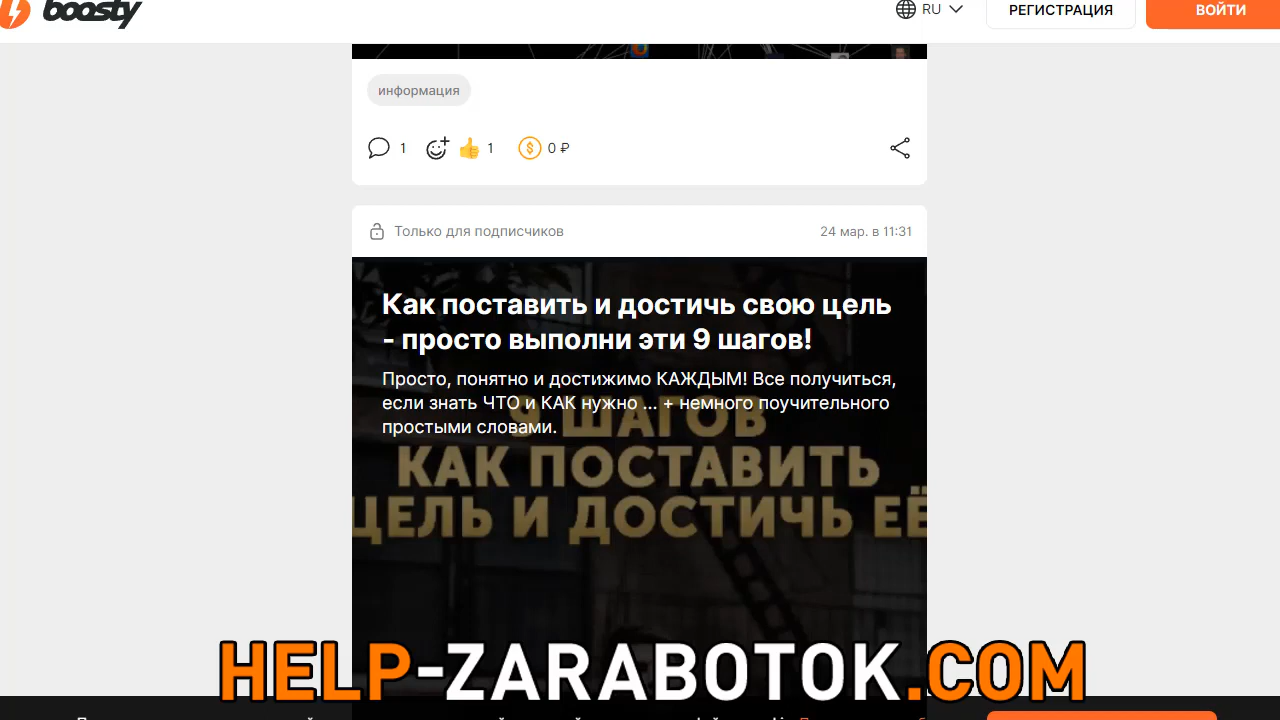 boosty
RU
РЕГИСТРАЦИЯ
ВОЙТИ
информация
1
1
0 ₽
Только для подписчиков
24 мар. в 11:31
Как поставить и достичь свою цель
- просто выполни эти 9 шагов!
Просто, понятно и достижимо КАЖДЫМ! Все получиться,
если знать ЧТО и КАК нужно ... + немного поучительного
простыми словами.
9 ШАГОВ
КАК ПОСТАВИТЬ
ЦЕЛЬ И ДОСТИЧЬ ЕЁ
HELP-ZARABOTOK.COM